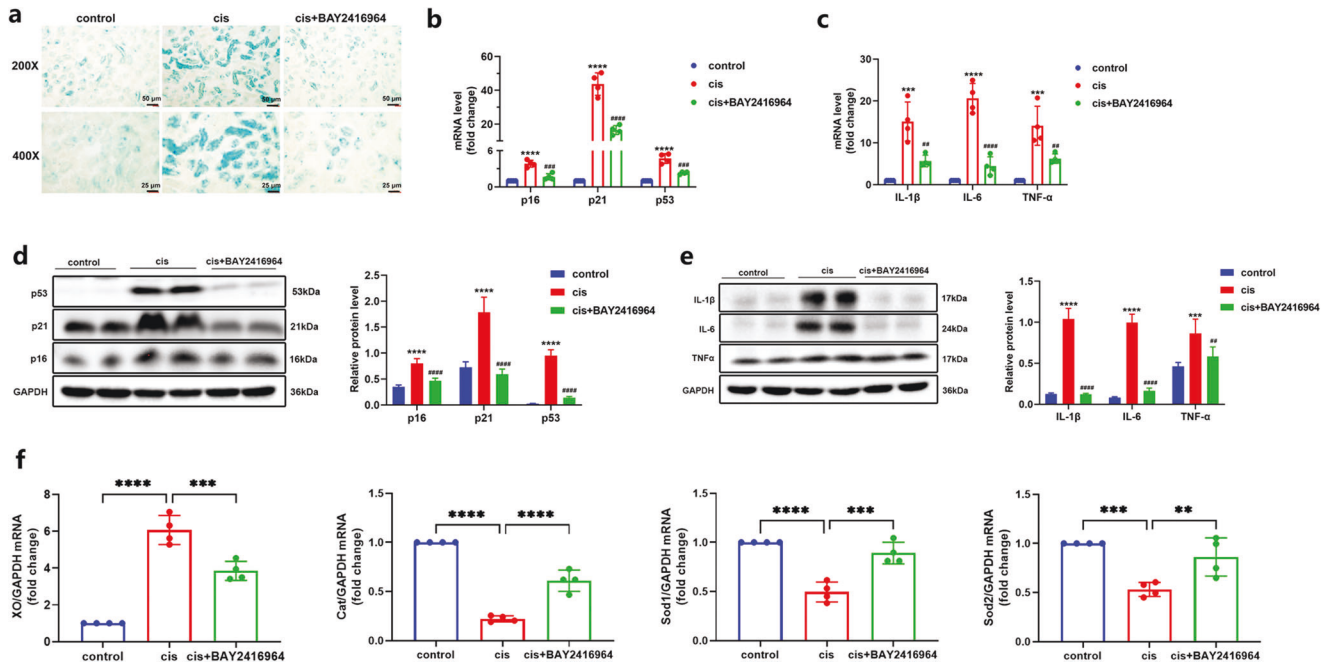 a
control cis cis+BAY2416964
200X
50 μm 50 μm 50 μm
400X
25 μm 25 μm 25 μm
b
mRNA level
(fold change)
60
40
20
6
0
**** **** ****
### #### ###
p16 p21 p53
control
cis
cis+BAY2416964
c
mRNA level
(fold change)
30
20
10
0
*** **** ***
## #### ##
IL-1β IL-6 TNF-α
control
cis
cis+BAY2416964
d
control cis cis+BAY2416964
p53 53kDa
p21 21kDa
p16 16kDa
GAPDH 36kDa
Relative protein level
2.5
2.0
1.5
1.0
0.5
0.0
**** **** ****
#### #### ####
p16 p21 p53
control
cis
cis+BAY2416964
e
control cis cis+BAY2416964
IL-1β 17kDa
IL-6 24kDa
TNFα 17kDa
GAPDH 36kDa
Relative protein level
1.5
1.0
0.5
0.0
**** **** ***
#### #### ##
IL-1β IL-6 TNF-α
control
cis
cis+BAY2416964
f
XO/GAPDH mRNA
(fold change)
8
6
4
2
0
**** ***
control cis cis+BAY2416964
Cat/GAPDH mRNA
(fold change)
1.5
1.0
0.5
0.0
**** ****
control cis cis+BAY2416964
Sod1/GAPDH mRNA
(fold change)
1.5
1.0
0.5
0.0
**** ***
control cis cis+BAY2416964
Sod2/GAPDH mRNA
(fold change)
1.5
1.0
0.5
0.0
*** **
control cis cis+BAY2416964